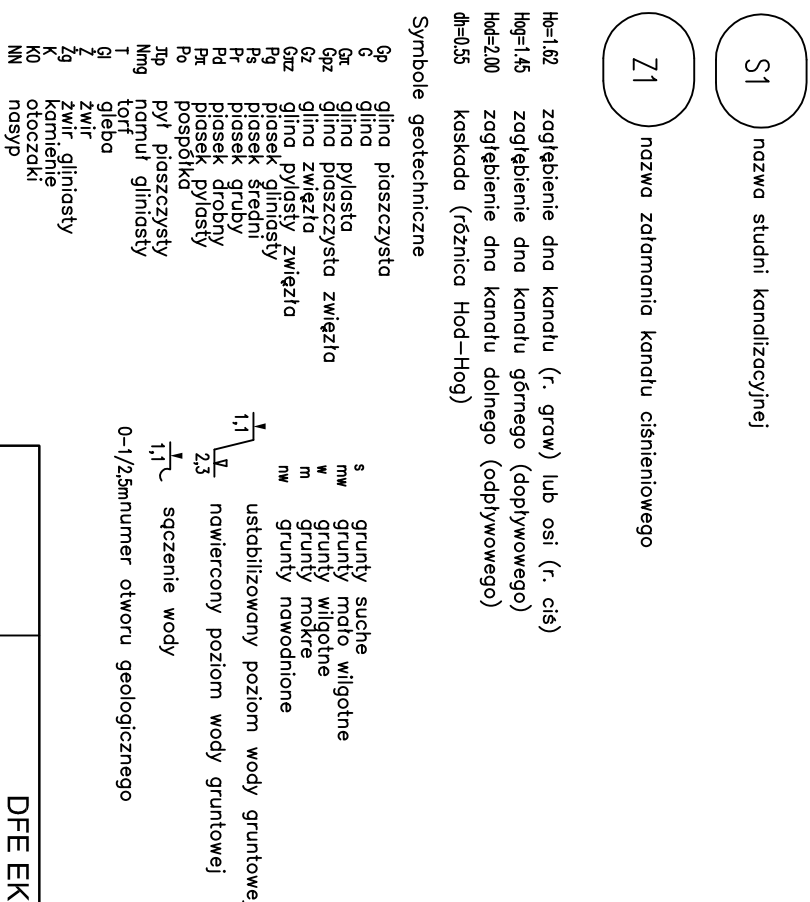 S1 nazwa studni kanalizacyjnej
Z1 nazwa załamania kanału ciśnieniowego
Ho=1.62 zagłębienie dna kanału (r. graw) lub osi (r. ciś)
Hog=1.45 zagłębienie dna kanału górnego (dopływowego)
Hod=2.00 zagłębienie dna kanału dolnego (odpływowego)
dh=0.55 kaskada (różnica Hod-Hog)
Symbole geotechniczne
Gp glina piaszczysta
G glina
Gπ glina pylasta
Gpz glina piaszczysta zwięzła
Gz glina zwięzła
Gπz glina pylasty zwięzła
Pg piasek gliniasty
Ps piasek średni
Pr piasek gruby
Pd piasek drobny
Pπ piasek pylasty
Po pospółka
πp pył piaszczysty
Nmg namuł gliniasty
T torf
Gl gleba
Ż żwir
Żg żwir gliniasty
K kamienie
KO otoczaki
NN nasyp
s grunty suche
mw grunty mało wilgotne
w grunty wilgotne
m grunty mokre
nw grunty nawodnione
1,1 ustabilizowany poziom wody gruntowe
2,3 nawiercony poziom wody gruntowej
1,1 sączenie wody
0-1/2,5m numer otworu geologicznego
DFE EK